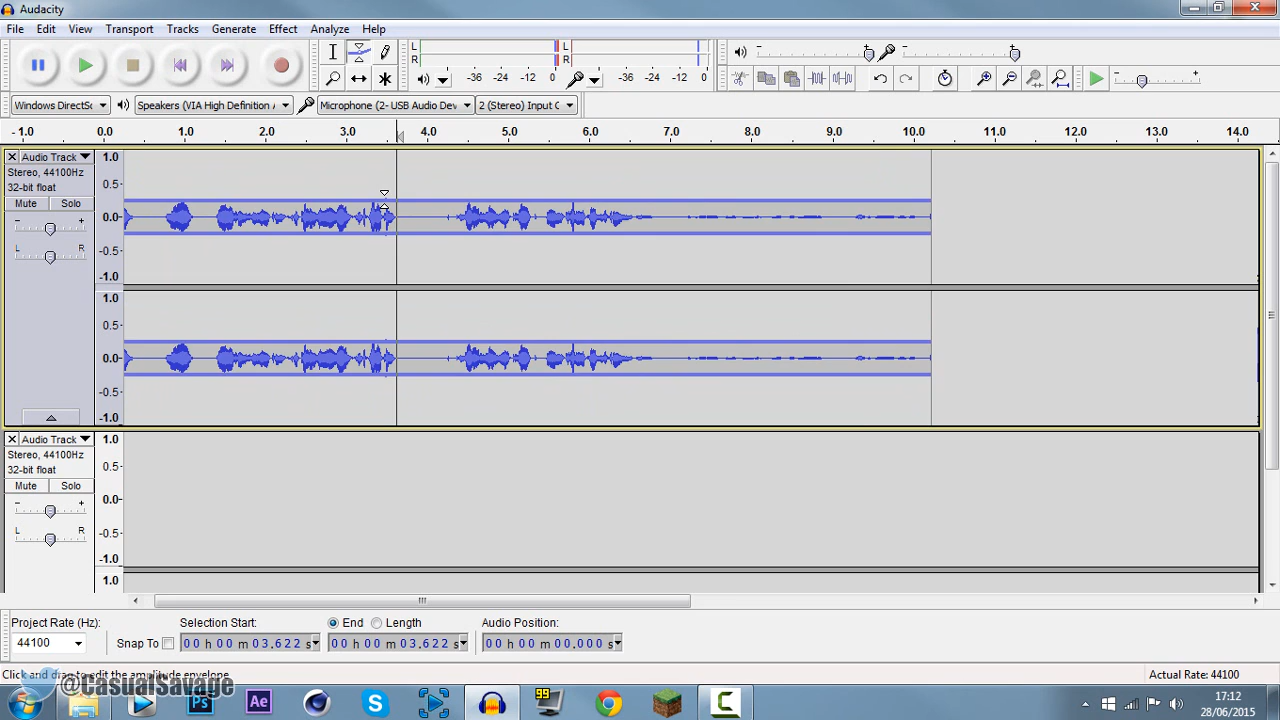 Audacity
File Edit View Transport Tracks Generate Effect Analyze Help
L
R
-36 -24 -12 0
L
R
-36 -24 -12 0
Windows DirectSo
Speakers (VIA High Definition A
Microphone (2- USB Audio Dev
2 (Stereo) Input C
-1.0 0.0 1.0 2.0 3.0 4.0 5.0 6.0 7.0 8.0 9.0 10.0 11.0 12.0 13.0 14.0
Audio Track
Stereo, 44100Hz
32-bit float
Mute Solo
- +
L R
1.0
0.5
0.0
-0.5
-1.0
1.0
0.5
0.0
-0.5
-1.0
Audio Track
Stereo, 44100Hz
32-bit float
Mute Solo
- +
L R
1.0
0.5
0.0
-0.5
-1.0
1.0
Project Rate (Hz):
44100
Snap To
Selection Start:
00 h 00 m 03.622 s
End Length
00 h 00 m 03.622 s
Audio Position:
00 h 00 m 00.000 s
Click and drag to edit the amplitude envelope
Actual Rate: 44100
@CasualSavage
Ps
Ae
99
C
17:12
28/06/2015